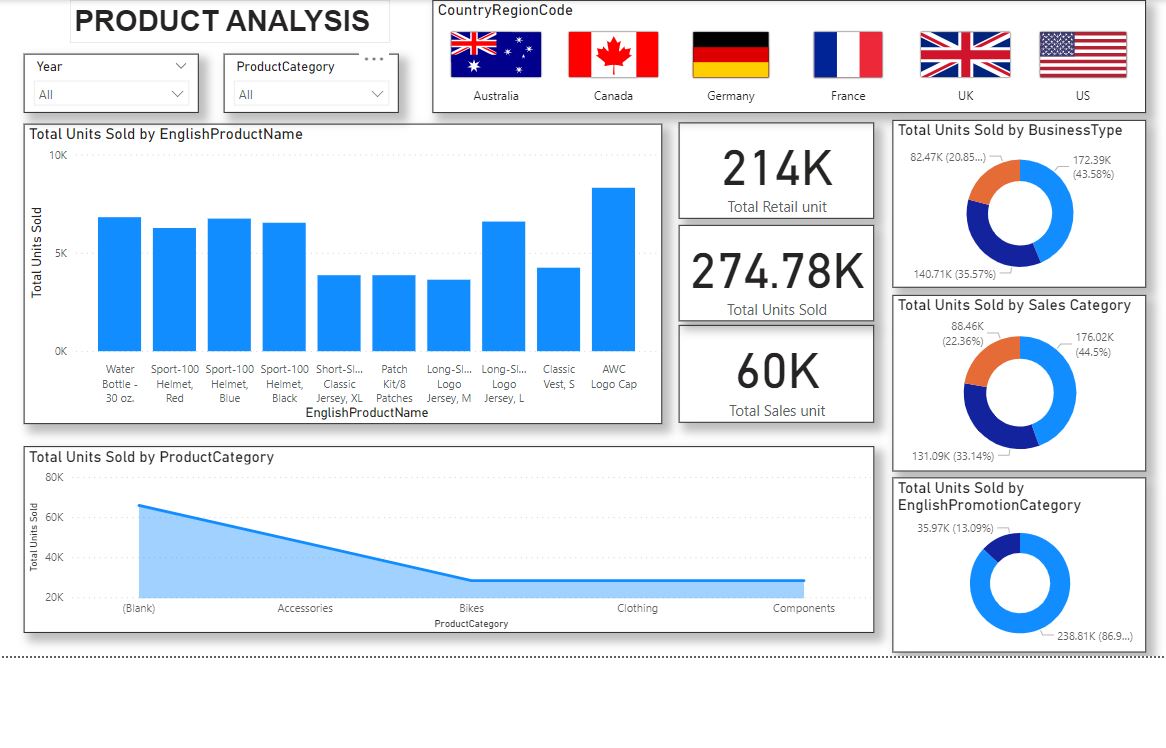 PRODUCT ANALYSIS
Year
All
ProductCategory
All
CountryRegionCode
Australia
Canada
Germany
France
UK
US
Total Units Sold by EnglishProductName
Total Units Sold
10K
5K
0K
Water
Bottle -
30 oz.
Sport-100
Helmet,
Red
Sport-100
Helmet,
Blue
Sport-100
Helmet,
Black
Short-Sl...
Classic
Jersey, XL
Patch
Kit/8
Patches
Long-Sl...
Logo
Jersey, M
Long-Sl...
Logo
Jersey, L
Classic
Vest, S
AWC
Logo Cap
EnglishProductName
214K
Total Retail unit
274.78K
Total Units Sold
60K
Total Sales unit
Total Units Sold by BusinessType
82.47K (20.85...)
172.39K
(43.58%)
140.71K (35.57%)
Total Units Sold by Sales Category
88.46K
(22.36%)
176.02K
(44.5%)
131.09K (33.14%)
Total Units Sold by
EnglishPromotionCategory
35.97K (13.09%)
238.81K (86.9...)
Total Units Sold by ProductCategory
Total Units Sold
80K
60K
40K
20K
(Blank)
Accessories
Bikes
Clothing
Components
ProductCategory